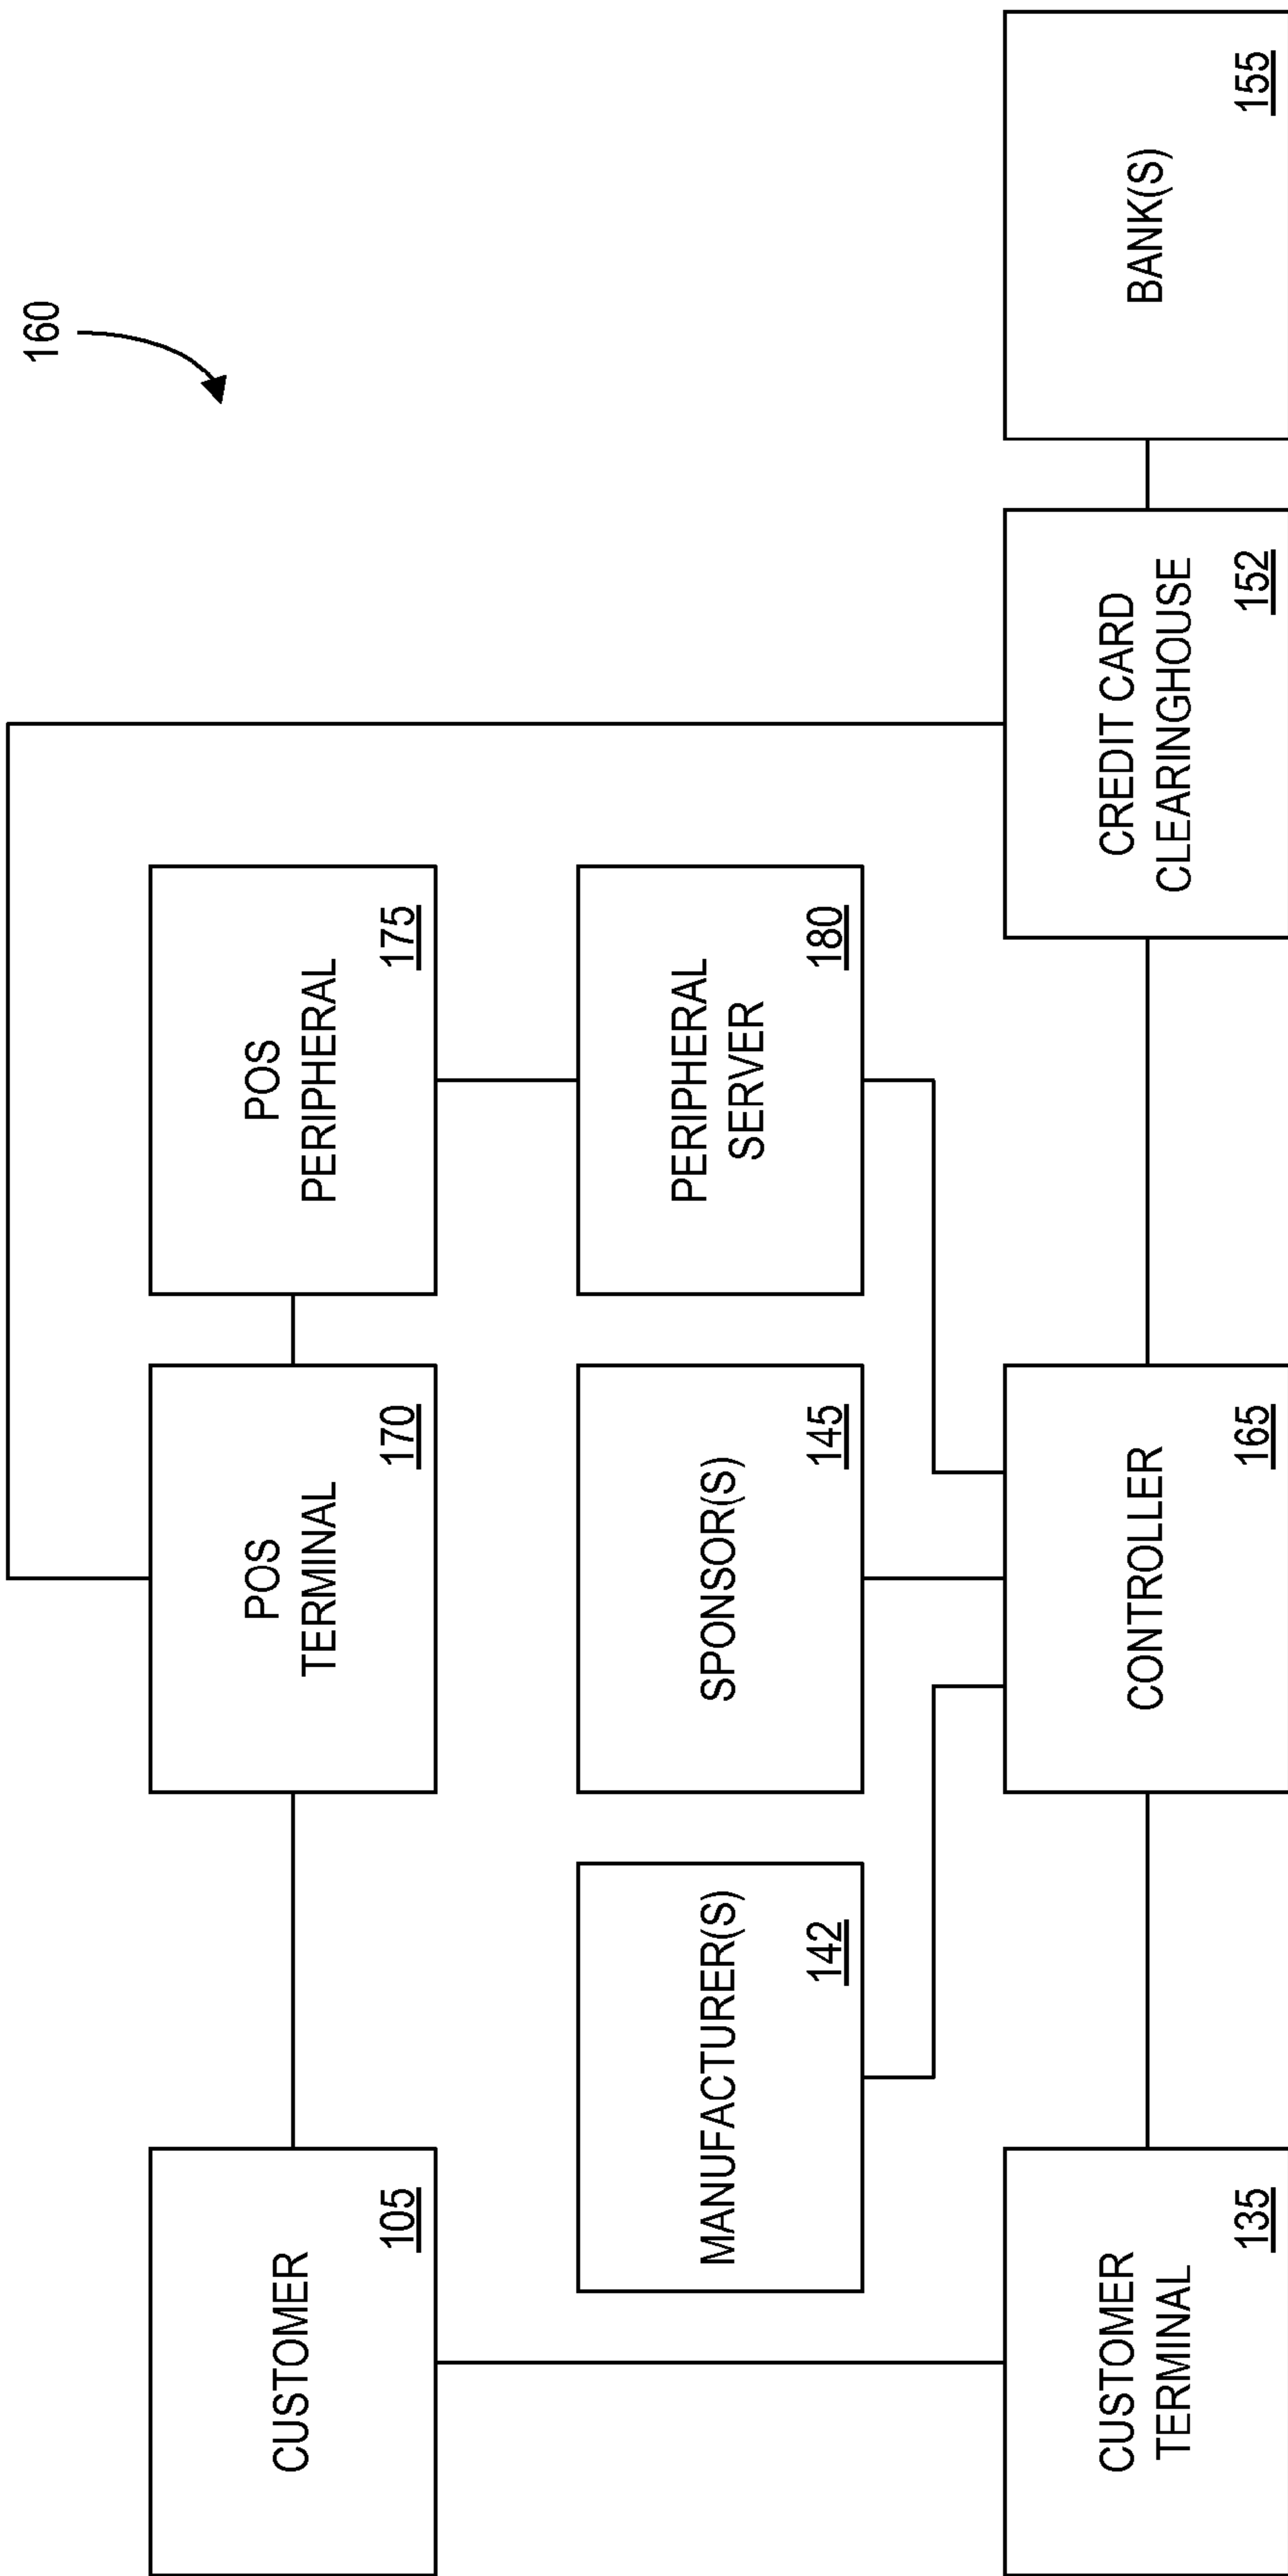 160
CUSTOMER
105
POS
TERMINAL
170
POS
PERIPHERAL
175
MANUFACTURER(S)
142
SPONSOR(S)
145
PERIPHERAL
SERVER
180
CUSTOMER
TERMINAL
135
CONTROLLER
165
CREDIT CARD
CLEARINGHOUSE
152
BANK(S)
155